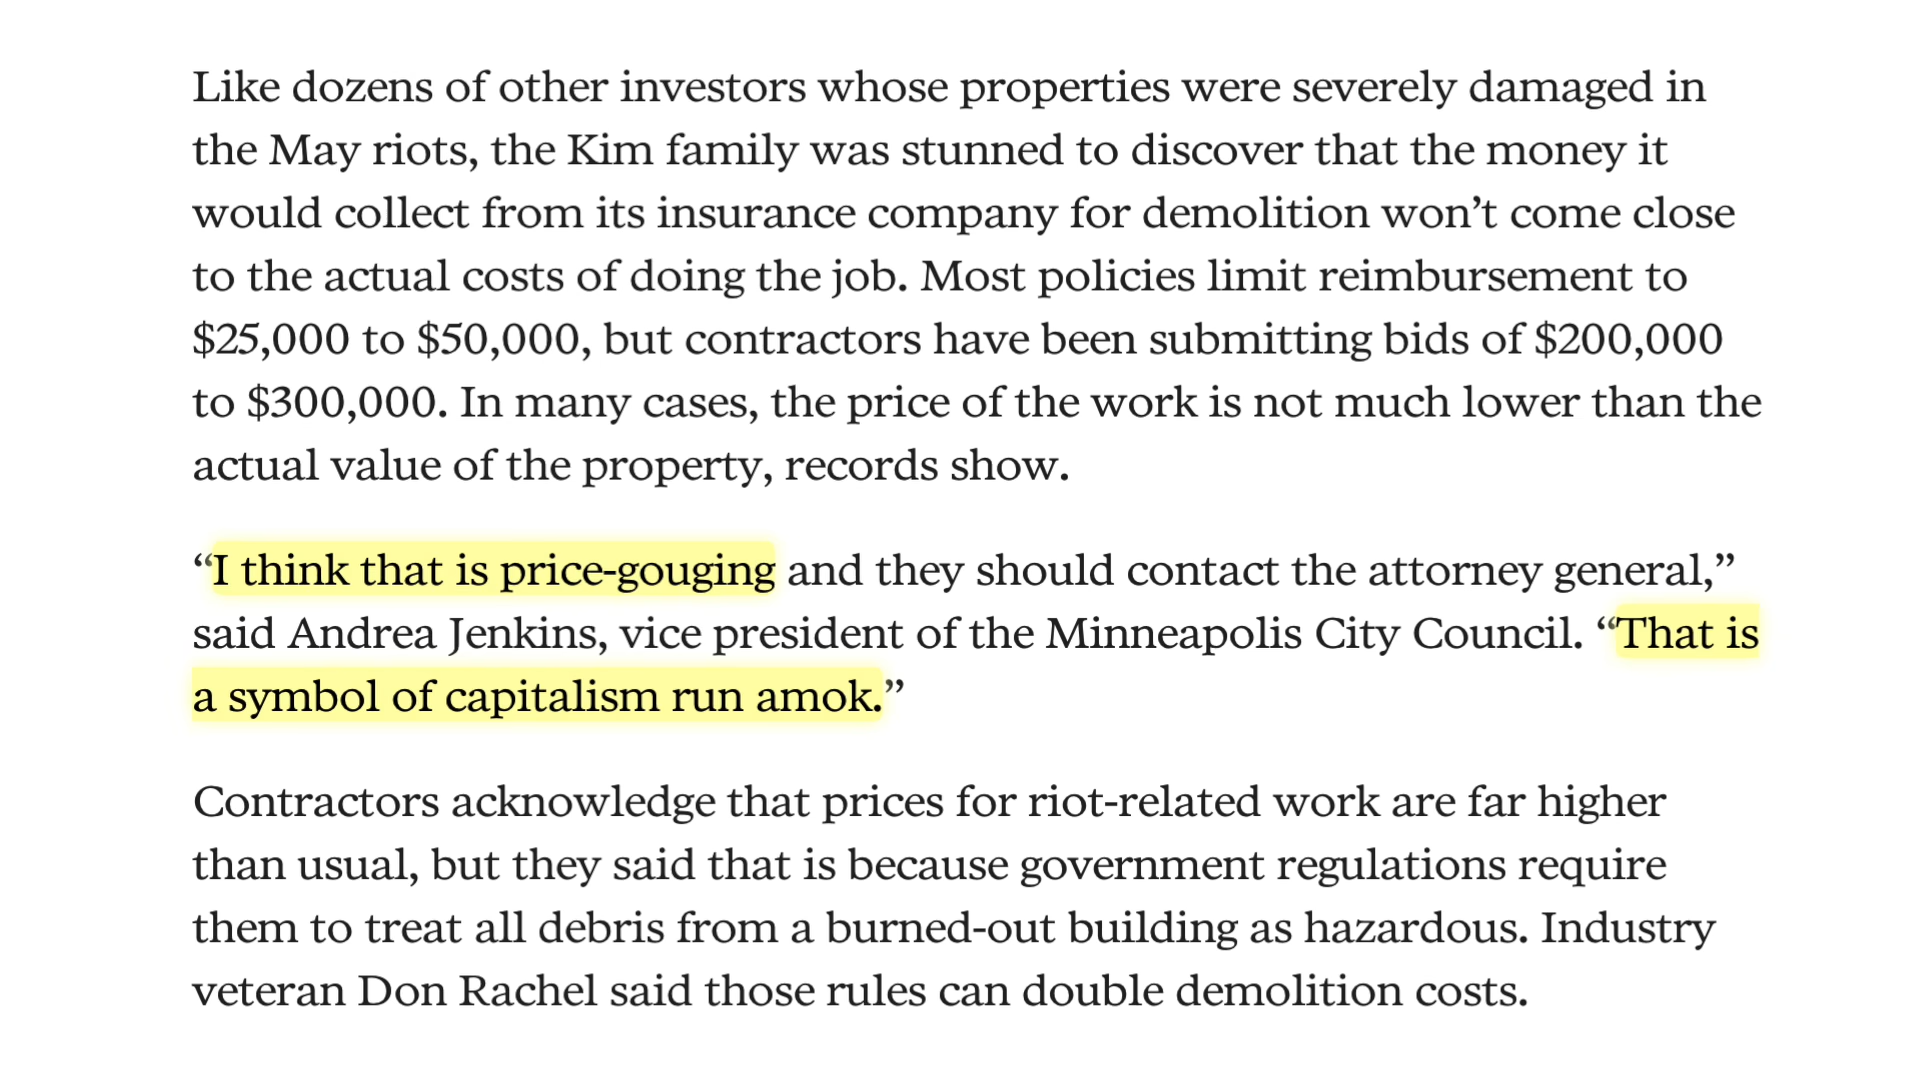 Like dozens of other investors whose properties were severely damaged in
the May riots, the Kim family was stunned to discover that the money it
would collect from its insurance company for demolition won’t come close
to the actual costs of doing the job. Most policies limit reimbursement to
$25,000 to $50,000, but contractors have been submitting bids of $200,000
to $300,000. In many cases, the price of the work is not much lower than the
actual value of the property, records show.
“I think that is price-gouging and they should contact the attorney general,”
said Andrea Jenkins, vice president of the Minneapolis City Council. “That is
a symbol of capitalism run amok.”
Contractors acknowledge that prices for riot-related work are far higher
than usual, but they said that is because government regulations require
them to treat all debris from a burned-out building as hazardous. Industry
veteran Don Rachel said those rules can double demolition costs.